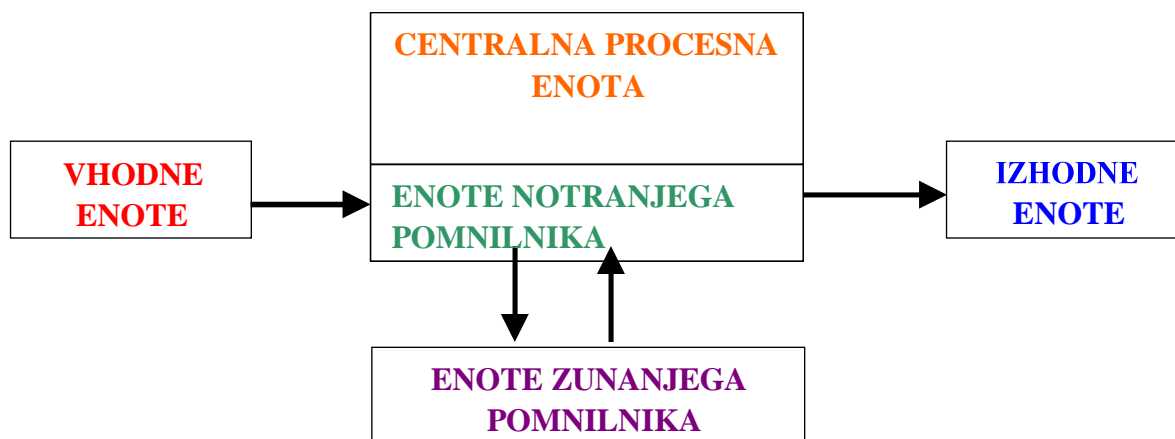 CENTRALNA PROCESNA
ENOTA
VHODNE
ENOTE
ENOTE NOTRANJEGA
POMNILNIKA
IZHODNE
ENOTE
ENOTE ZUNANJEGA
POMNILNIKA